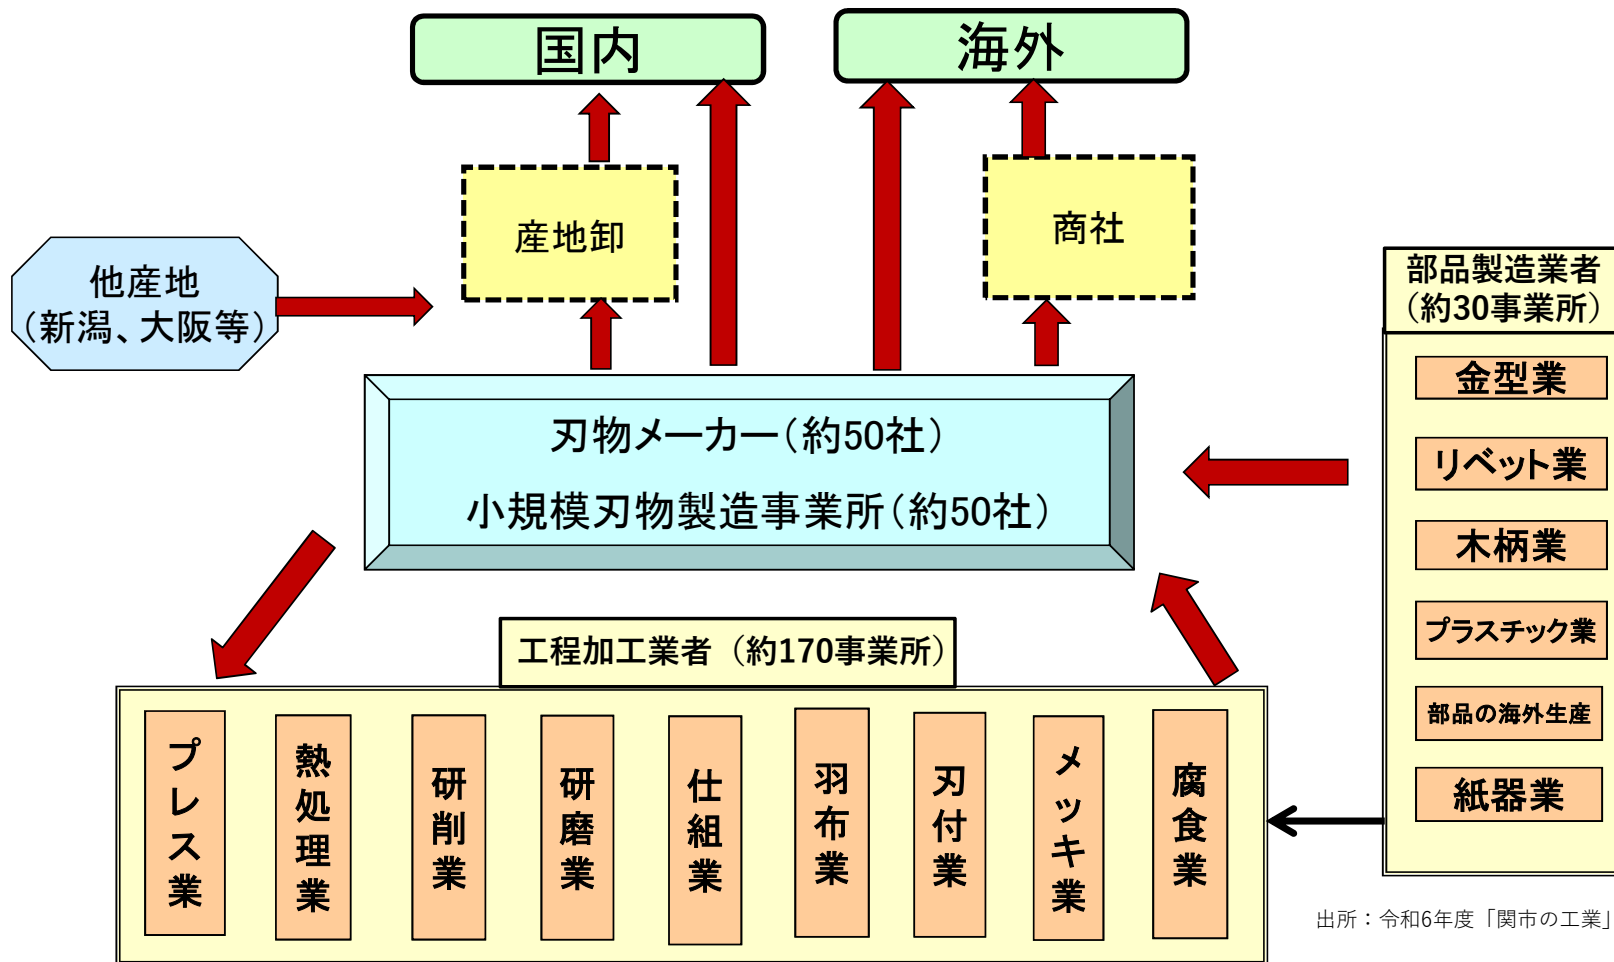 国内
海外
産地卸
商社
他産地
（新潟、大阪等）
部品製造業者
（約30事業所）
金型業
リベット業
木柄業
プラスチック業
部品の海外生産
紙器業
刃物メーカー（約50社）
小規模刃物製造事業所（約50社）
工程加工業者（約170事業所）
プレス業
熱処理業
研削業
研磨業
仕組業
羽布業
刃付業
メッキ業
腐食業
出所：令和6年度「関市の工業」